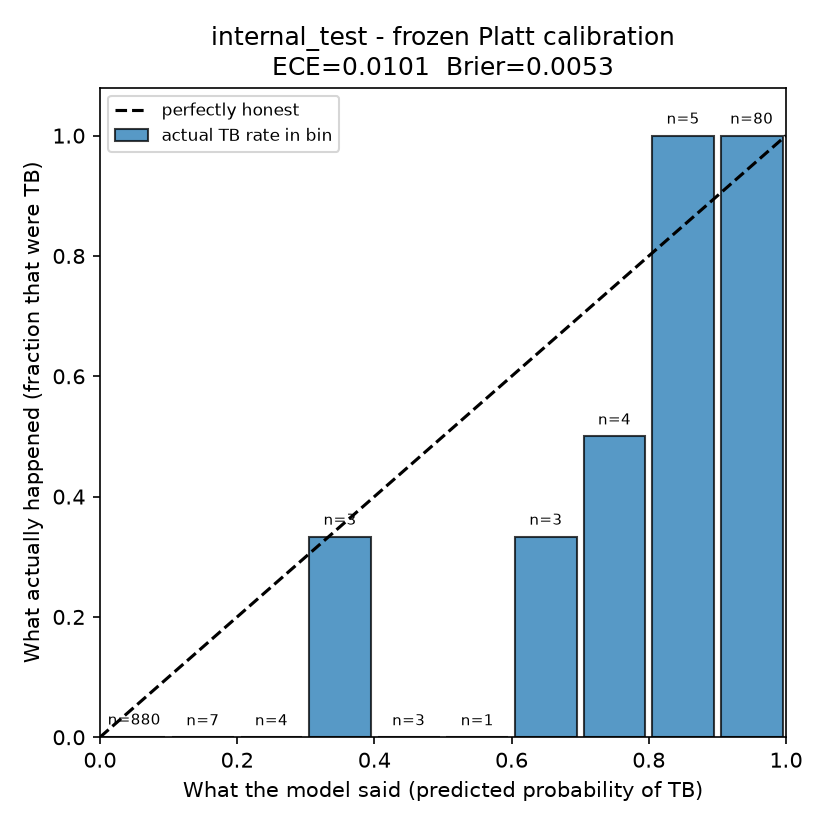 internal_test - frozen Platt calibration
ECE=0.0101  Brier=0.0053
perfectly honest
actual TB rate in bin
What actually happened (fraction that were TB)
1.0
0.8
0.6
0.4
0.2
0.0
n=880
n=7
n=4
n=3
n=3
n=1
n=3
n=4
n=5
n=80
0.0
0.2
0.4
0.6
0.8
1.0
What the model said (predicted probability of TB)